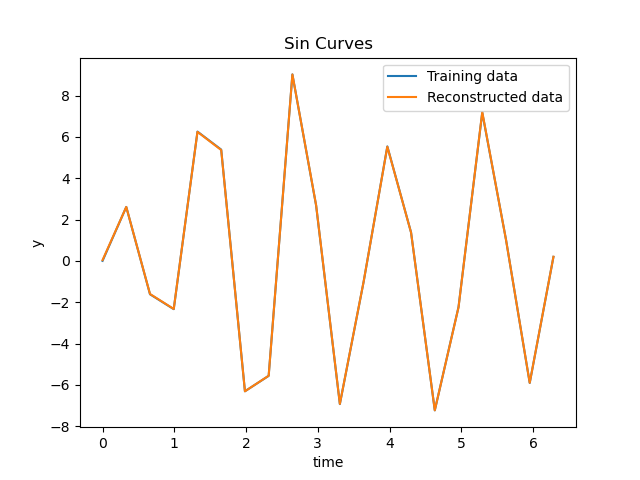 Sin Curves
Training data
Reconstructed data
8
6
4
2
0
−2
−4
−6
−8
y
0 1 2 3 4 5 6
time